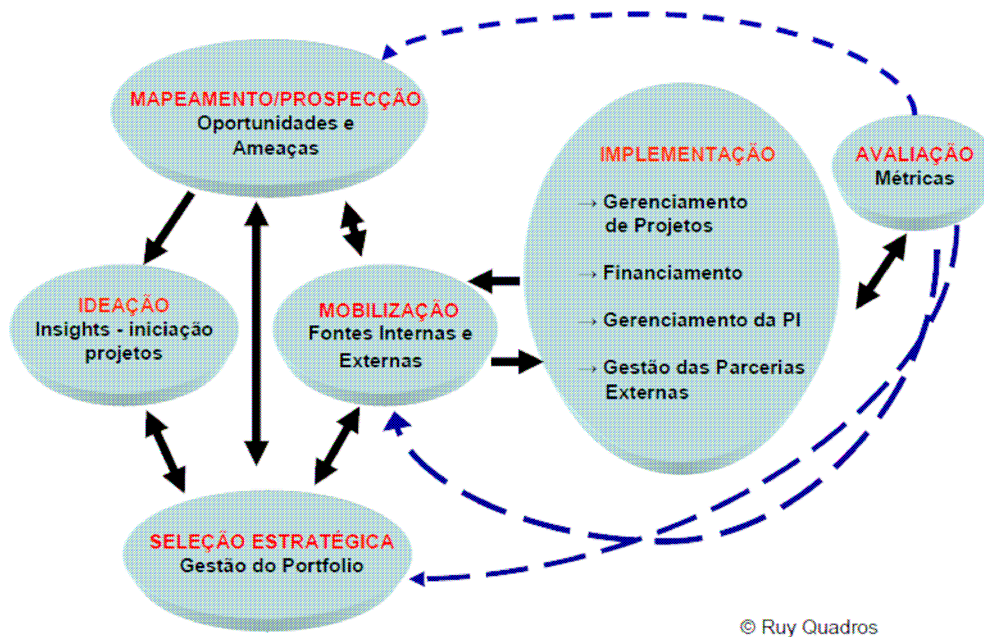 MAPEAMENTO/PROSPECÇÃO
Oportunidades e
Ameaças
IDEAÇÃO
Insights - iniciação
projetos
MOBILIZAÇÃO
Fontes Internas e
Externas
SELEÇÃO ESTRATÉGICA
Gestão do Portfolio
IMPLEMENTAÇÃO
→ Gerenciamento
de Projetos
→ Financiamento
→ Gerenciamento da PI
→ Gestão das Parcerias
Externas
AVALIAÇÃO
Métricas
© Ruy Quadros